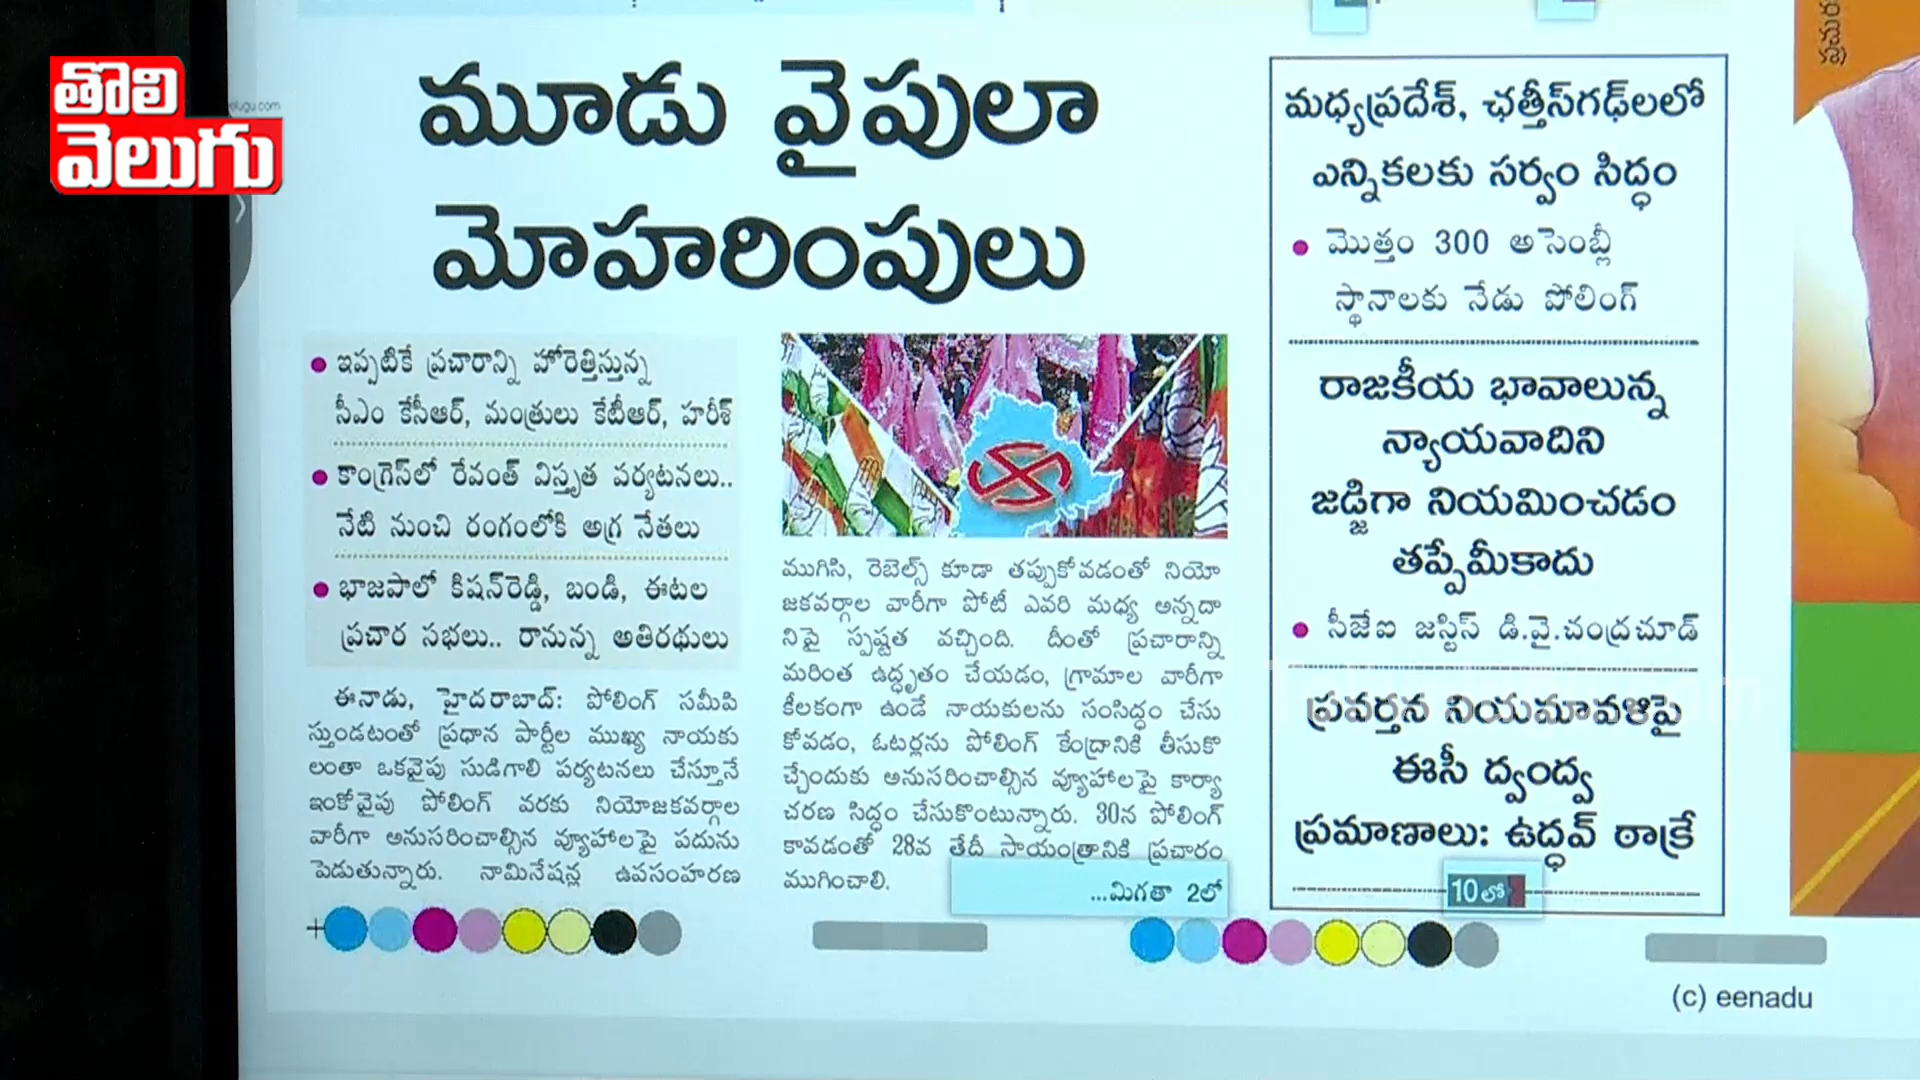 తొలి
వెలుగు
మూడు వైపులా
మోహరింపులు
● ఇప్పటికే ప్రచారాన్ని హోరెత్తిస్తున్న
సీఎం కేసీఆర్, మంత్రులు కేటీఆర్, హరీశ్
● కాంగ్రెస్‌లో రేవంత్ విస్తృత పర్యటనలు..
నేటి నుంచి రంగంలోకి అగ్ర నేతలు
● భాజపాలో కిషన్‌రెడ్డి, బండి, ఈటల
ప్రచార సభలు.. రానున్న అతిరథులు
ఈనాడు, హైదరాబాద్: పోలింగ్ సమీపి
స్తుండటంతో ప్రధాన పార్టీల ముఖ్య నాయకు
లంతా ఒకవైపు సుడిగాలి పర్యటనలు చేస్తూనే
ఇంకోవైపు పోలింగ్ వరకు నియోజకవర్గాల
వారీగా అనుసరించాల్సిన వ్యూహాలపై పదును
పెడుతున్నారు. నామినేషన్ల ఉపసంహరణ
ముగిసి, రెబెల్స్ కూడా తప్పుకోవడంతో నియో
జకవర్గాల వారీగా పోటీ ఎవరి మధ్య అన్నదా
నిపై స్పష్టత వచ్చింది. దీంతో ప్రచారాన్ని
మరింత ఉద్ధృతం చేయడం, గ్రామాల వారీగా
కీలకంగా ఉండే నాయకులను సంసిద్ధం చేసు
కోవడం, ఓటర్లను పోలింగ్ కేంద్రానికి తీసుకొ
చ్చేందుకు అనుసరించాల్సిన వ్యూహాలపై కార్యా
చరణ సిద్ధం చేసుకొంటున్నారు. 30న పోలింగ్
కావడంతో 28వ తేదీ సాయంత్రానికి ప్రచారం
ముగించాలి.
...మిగతా 2లో
మధ్యప్రదేశ్, ఛత్తీస్‌గఢ్‌లలో
ఎన్నికలకు సర్వం సిద్ధం
● మొత్తం 300 అసెంబ్లీ
స్థానాలకు నేడు పోలింగ్
రాజకీయ భావాలున్న
న్యాయవాదిని
జడ్జిగా నియమించడం
తప్పేమీకాదు
● సీజేఐ జస్టిస్ డి.వై.చంద్రచూడ్
ప్రవర్తన నియమావళిపై
ఈసీ ద్వంద్వ
ప్రమాణాలు: ఉద్ధవ్ ఠాక్రే
10లో
(c) eenadu